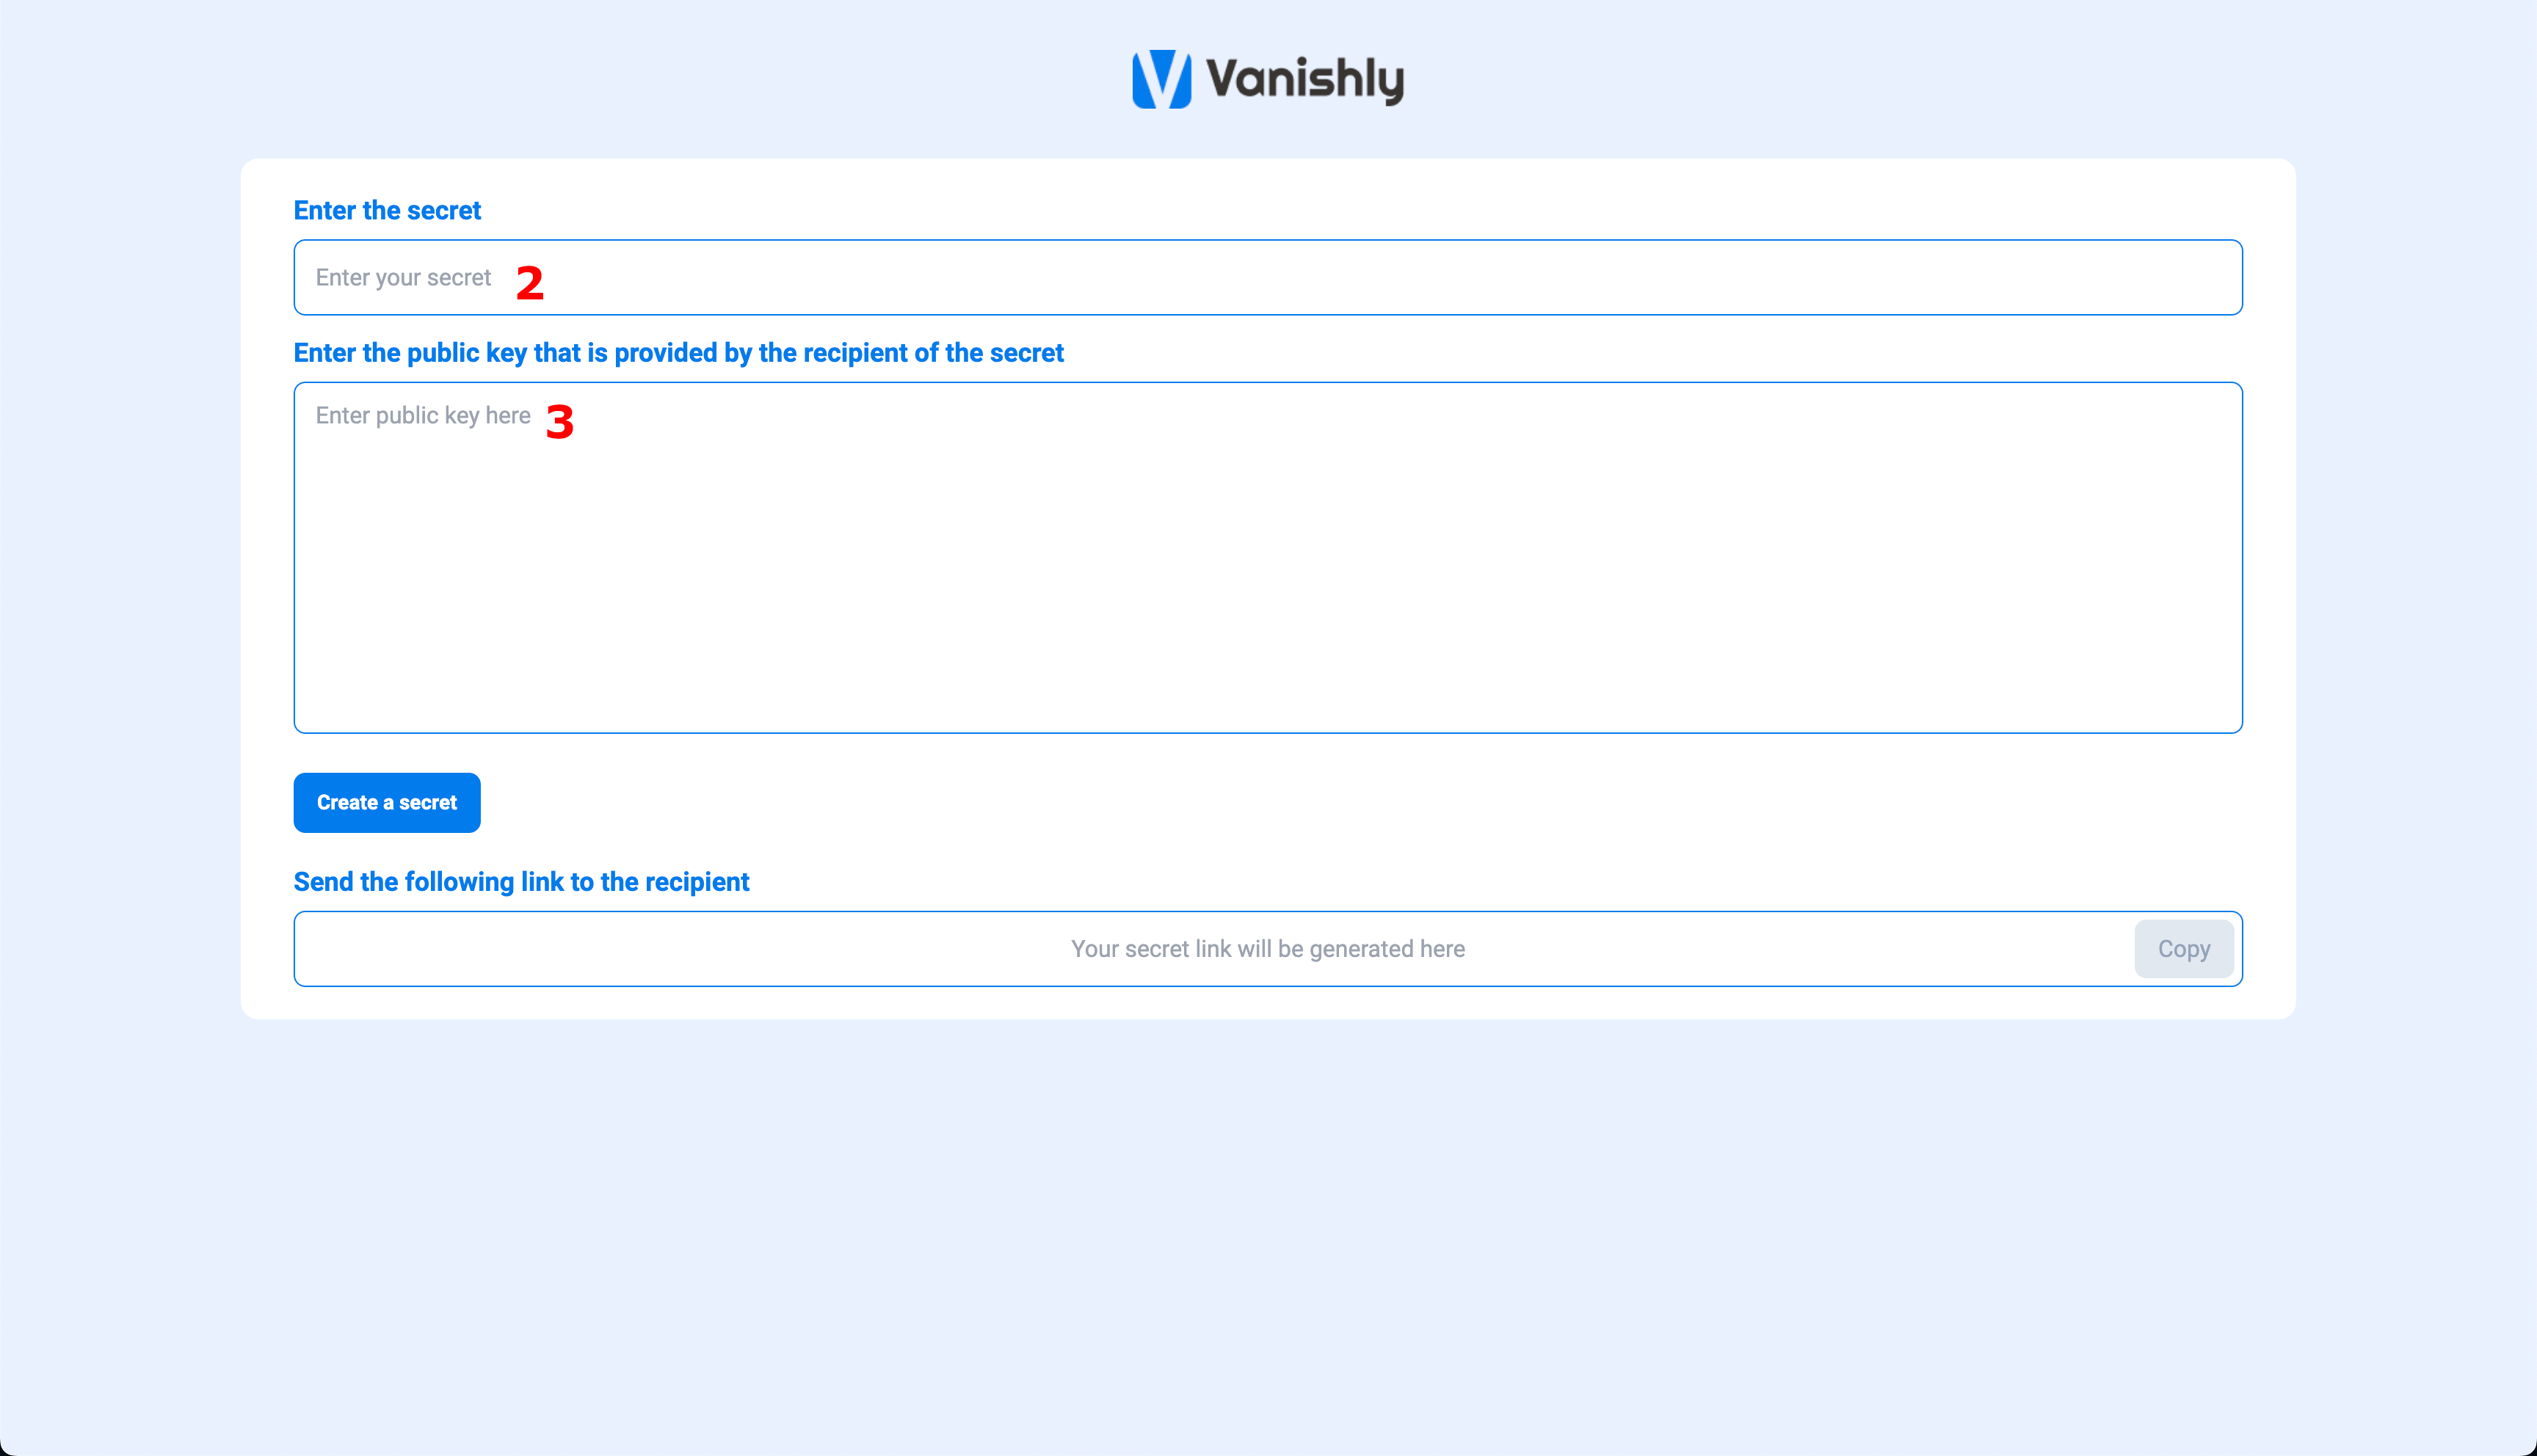 Vanishly
Enter the secret
Enter your secret 2
Enter the public key that is provided by the recipient of the secret
Enter public key here 3
Create a secret
Send the following link to the recipient
Your secret link will be generated here Copy